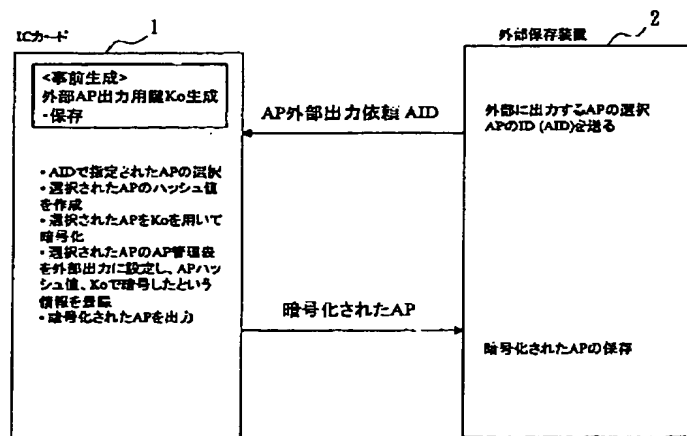 ICカード
1
<事前生成>
外部AP出力用鍵Ko生成
・保存
・AIDで指定されたAPの選択
・選択されたAPのハッシュ値
を作成
・選択されたAPをKoを用いて
暗号化
・選択されたAPのAP管理表
を外部出力に設定し、APハッ
シュ値、Koで暗号したという
情報を登録
・暗号化されたAPを出力
AP外部出力依頼 AID
暗号化されたAP
外部保存装置
2
外部に出力するAPの選択
APのID (AID)を送る
暗号化されたAPの保存